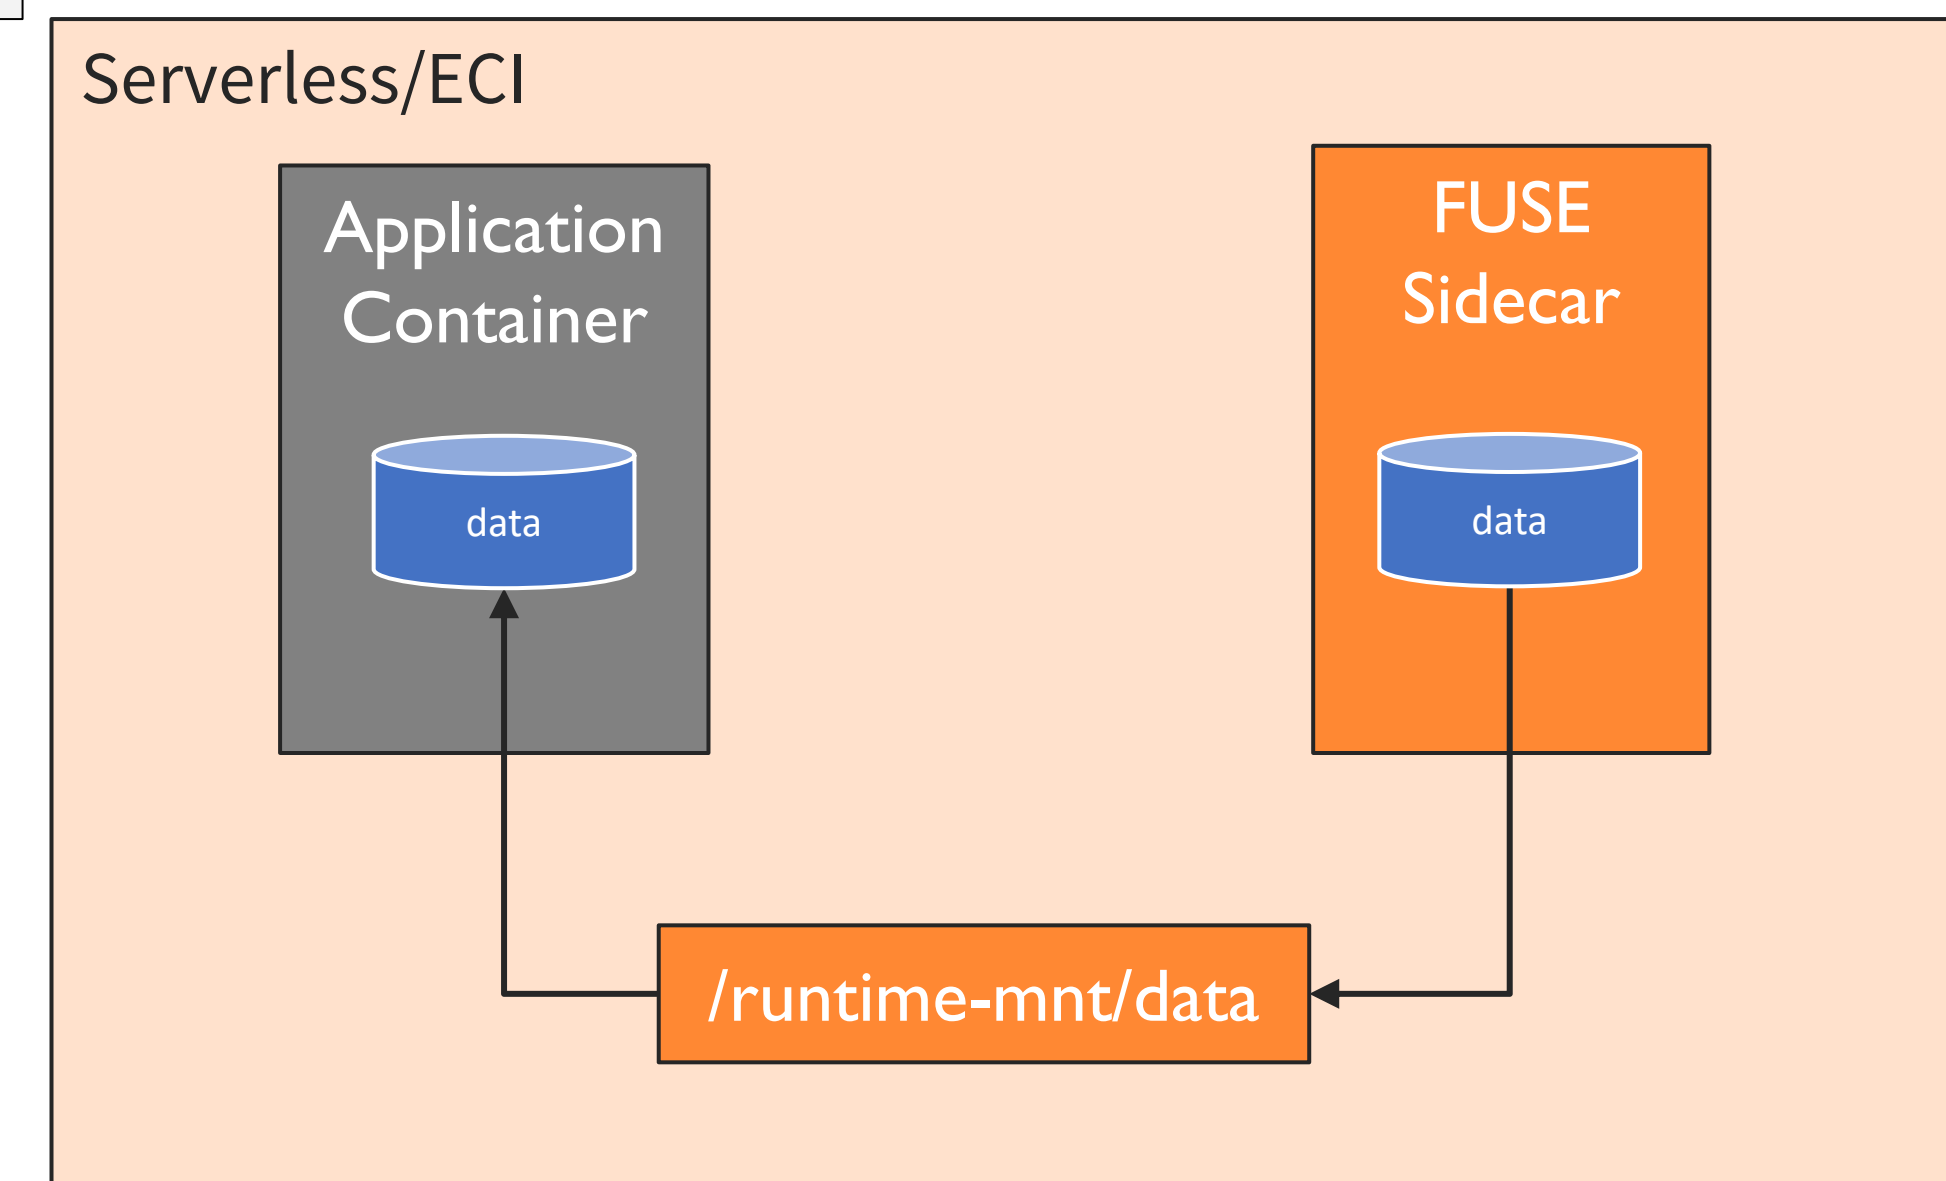 Serverless/ECI
Application
Container
data
FUSE
Sidecar
data
/runtime-mnt/data